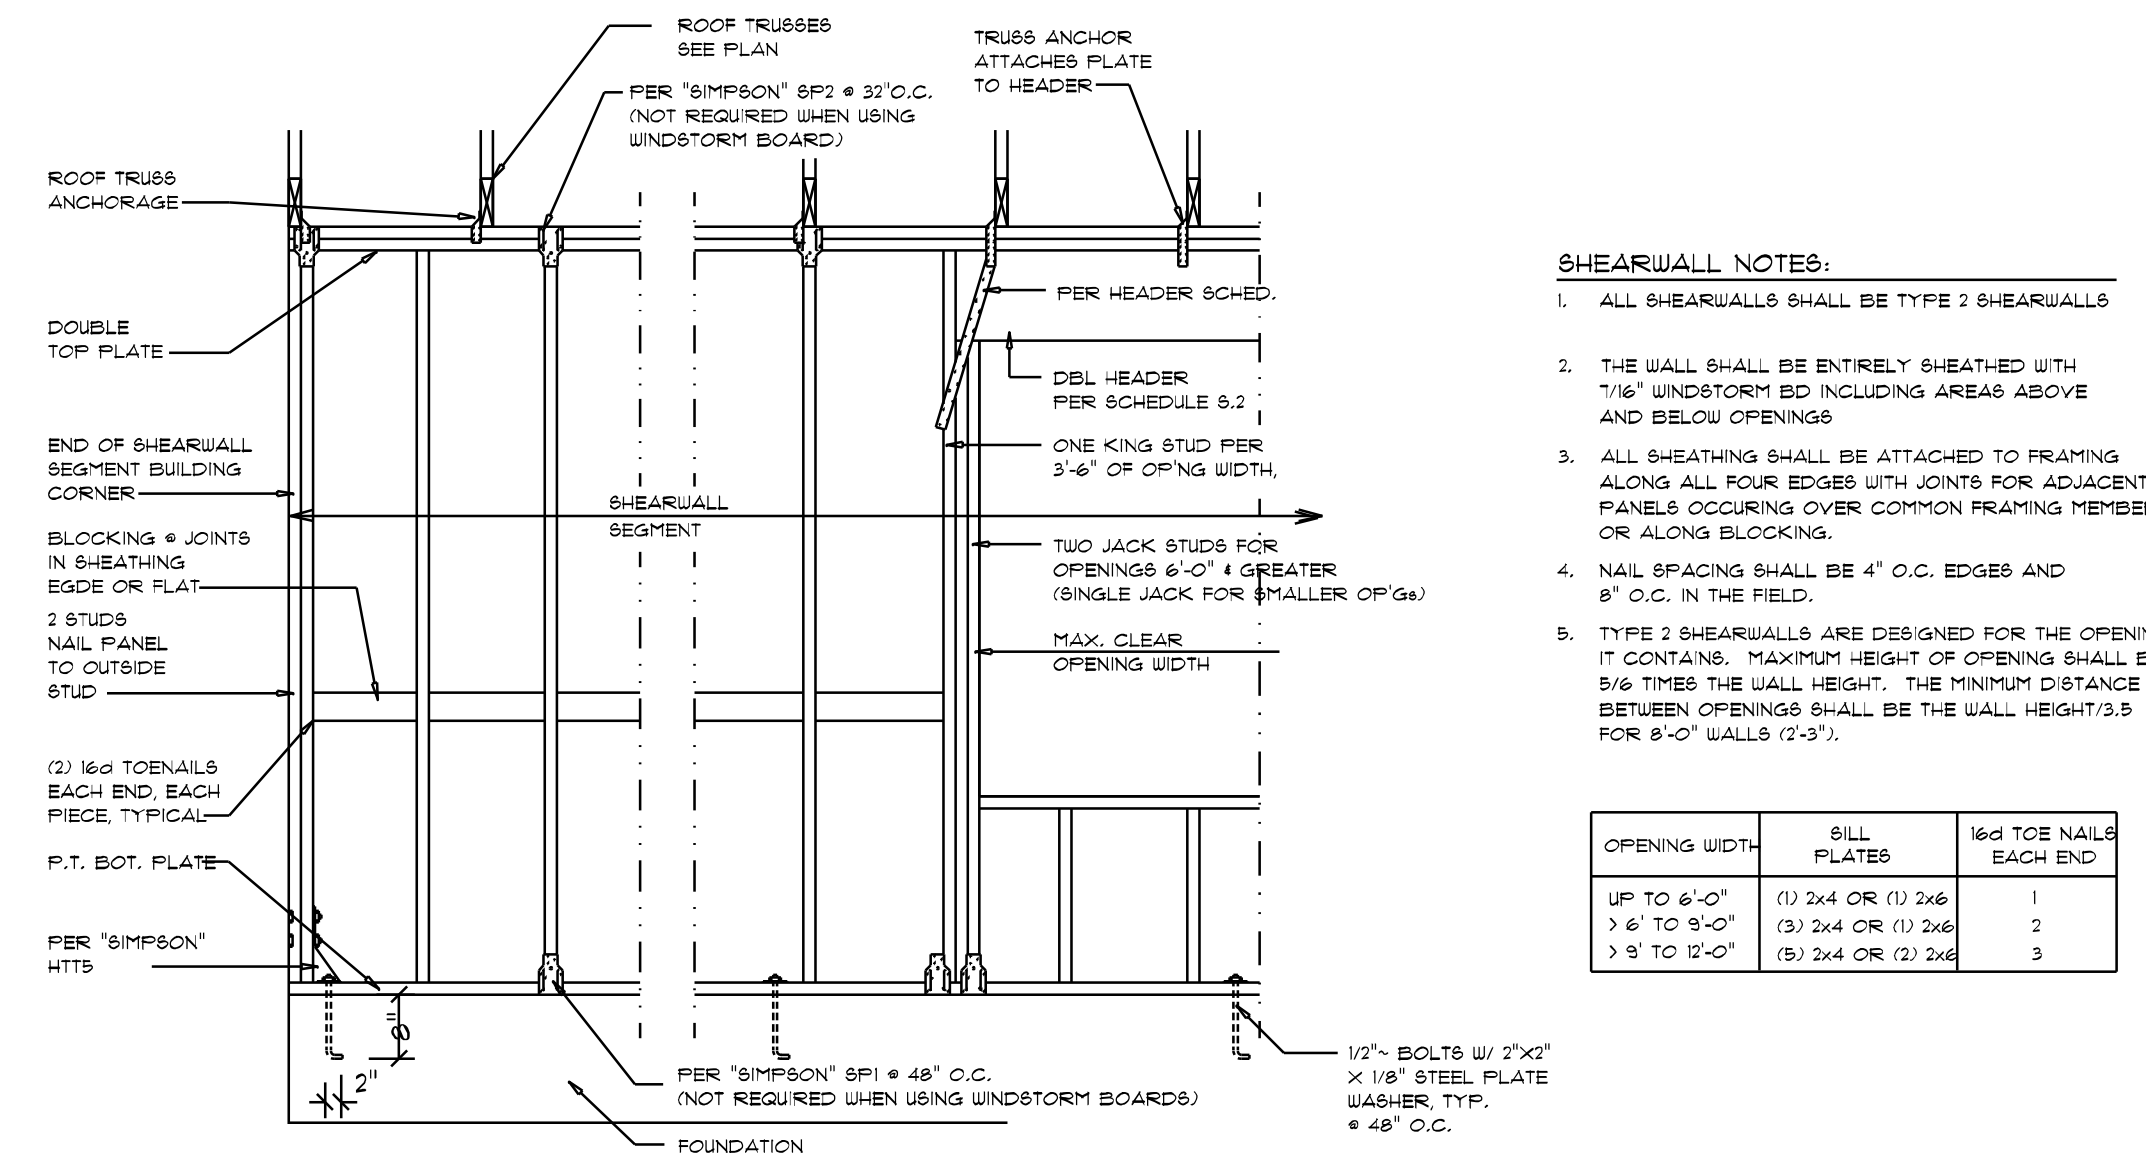 ROOF TRUSSES
SEE PLAN
TRUSS ANCHOR
ATTACHES PLATE
TO HEADER
PER "SIMPSON" SP2 @ 32"O.C.
(NOT REQUIRED WHEN USING
WINDSTORM BOARD)
ROOF TRUSS
ANCHORAGE
DOUBLE
TOP PLATE
END OF SHEARWALL
SEGMENT BUILDING
CORNER
BLOCKING @ JOINTS
IN SHEATHING
EGDE OR FLAT
2 STUDS
NAIL PANEL
TO OUTSIDE
STUD
(2) 16d TOENAILS
EACH END, EACH
PIECE, TYPICAL
P.T. BOT. PLATE
PER "SIMPSON"
HTT5
8"
2"
SHEARWALL
SEGMENT
PER HEADER SCHED.
DBL HEADER
PER SCHEDULE S.2
ONE KING STUD PER
3'-6" OF OP'NG WIDTH,
TWO JACK STUDS FOR
OPENINGS 6'-0" & GREATER
(SINGLE JACK FOR SMALLER OP'Gs)
MAX. CLEAR
OPENING WIDTH
PER "SIMPSON" SP1 @ 48" O.C.
(NOT REQUIRED WHEN USING WINDSTORM BOARDS)
FOUNDATION
1/2"~ BOLTS W/ 2"X2"
X 1/8" STEEL PLATE
WASHER, TYP.
@ 48" O.C.
SHEARWALL NOTES:
1. ALL SHEARWALLS SHALL BE TYPE 2 SHEARWALLS
2. THE WALL SHALL BE ENTIRELY SHEATHED WITH
7/16" WINDSTORM BD INCLUDING AREAS ABOVE
AND BELOW OPENINGS
3. ALL SHEATHING SHALL BE ATTACHED TO FRAMING
ALONG ALL FOUR EDGES WITH JOINTS FOR ADJACENT
PANELS OCCURING OVER COMMON FRAMING
OR ALONG BLOCKING.
4. NAIL SPACING SHALL BE 4" O.C. EDGES AND
8" O.C. IN THE FIELD.
5. TYPE 2 SHEARWALLS ARE DESIGNED FOR THE
IT CONTAINS. MAXIMUM HEIGHT OF OPENING SHALL
5/6 TIMES THE WALL HEIGHT. THE MINIMUM DISTANCE
BETWEEN OPENINGS SHALL BE THE WALL HEIGHT/3.5
FOR 8'-0" WALLS (2'-3").
OPENING WIDTH
SILL
PLATES
16d TOE NAILS
EACH END
UP TO 6'-0" (1) 2x4 OR (1) 2x6 1
> 6' TO 9'-0" (3) 2x4 OR (1) 2x6 2
> 9' TO 12'-0" (5) 2x4 OR (2) 2x6 3